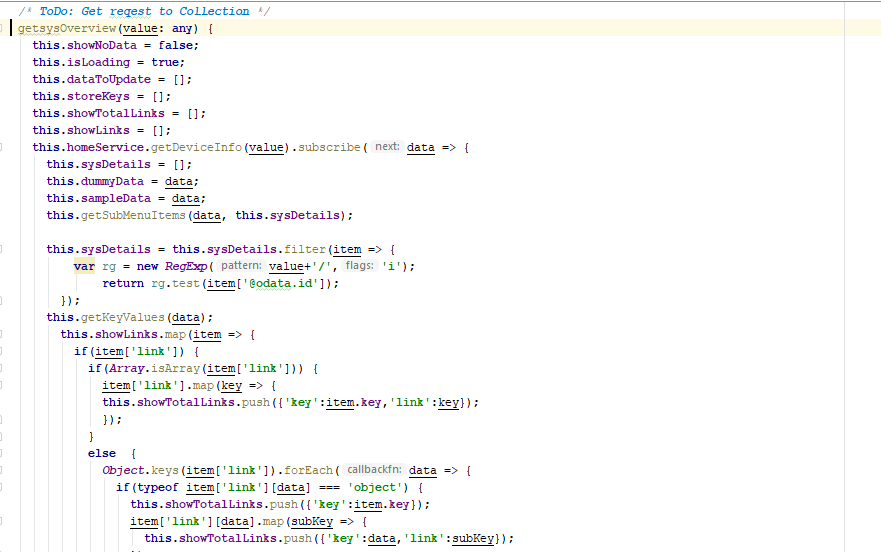 /* ToDo: Get reqest to Collection */
getsysOverview(value: any) {
this.showNoData = false;
this.isLoading = true;
this.dataToUpdate = [];
this.storeKeys = [];
this.showTotalLinks = [];
this.showLinks = [];
this.homeService.getDeviceInfo(value).subscribe( next: data => {
this.sysDetails = [];
this.dummyData = data;
this.sampleData = data;
this.getSubMenuItems(data, this.sysDetails);
this.sysDetails = this.sysDetails.filter(item => {
var rg = new RegExp( pattern: value+'/', flags: 'i');
return rg.test(item['@odata.id']);
});
this.getKeyValues(data);
this.showLinks.map(item => {
if(item['link']) {
if(Array.isArray(item['link'])) {
item['link'].map(key => {
this.showTotalLinks.push({'key':item.key,'link':key});
});
}
else {
Object.keys(item['link']).forEach( callbackfn: data => {
if(typeof item['link'][data] === 'object') {
this.showTotalLinks.push({'key':item.key});
item['link'][data].map(subKey => {
this.showTotalLinks.push({'key':data,'link':subKey});